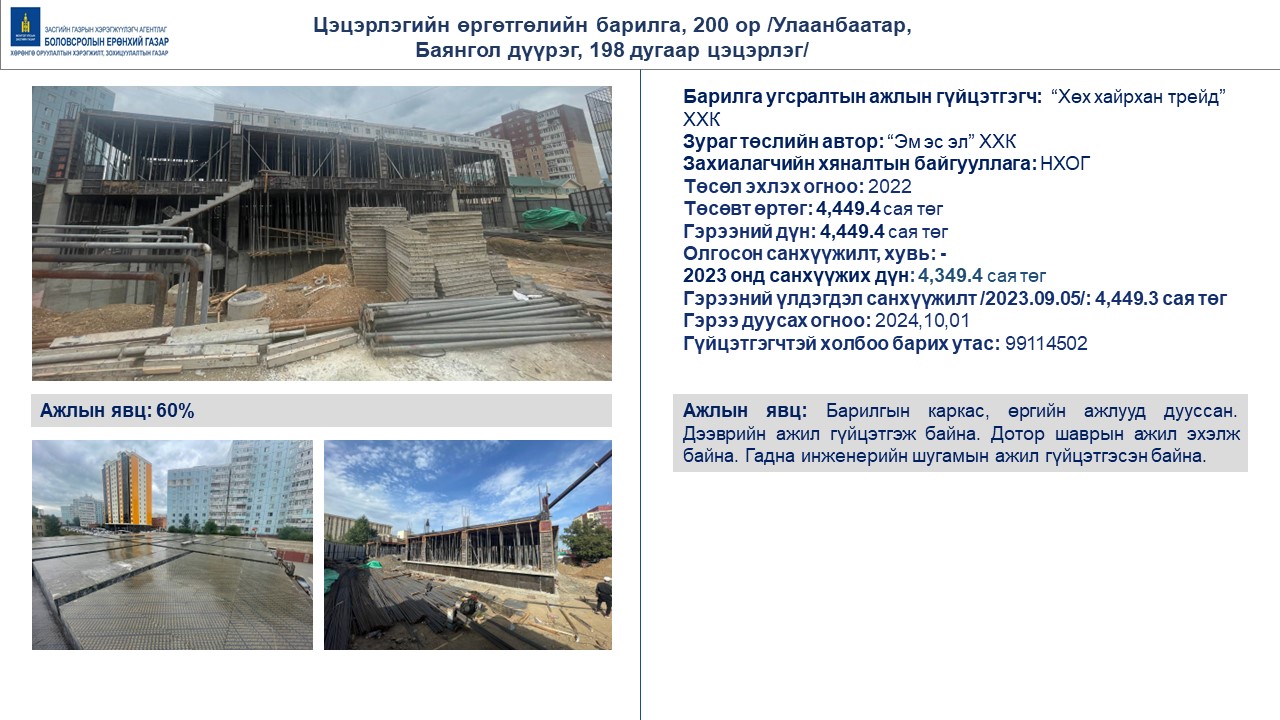 ЗАСГИЙН ГАЗРЫН ХЭРЭГЖҮҮЛЭГЧ АГЕНТЛАГ
БОЛОВСРОЛЫН ЕРӨНХИЙ ГАЗАР
ХӨРӨНГӨ ОРУУЛАЛТЫН ХЭРЭГЖИЛТ, ЗОХИЦУУЛАЛТЫН ГАЗАР
Цэцэрлэгийн өргөтгөлийн барилга, 200 ор /Улаанбаатар,
Баянгол дүүрэг, 198 дугаар цэцэрлэг/
Ажлын явц: 60%
Барилга угсралтын ажлын гүйцэтгэгч: “Хөх хайрхан трейд”
ХХК
Зураг төслийн автор: “Эм эс эл” ХХК
Захиалагчийн хяналтын байгууллага: НХОГ
Төсөл эхлэх огноо: 2022
Төсөвт өртөг: 4,449.4 сая төг
Гэрээний дүн: 4,449.4 сая төг
Олгосон санхүүжилт, хувь: -
2023 онд санхүүжих дүн: 4,349.4 сая төг
Гэрээний үлдэгдэл санхүүжилт /2023.09.05/: 4,449.3 сая төг
Гэрээ дуусах огноо: 2024,10,01
Гүйцэтгэгчтэй холбоо барих утас: 99114502
Ажлын явц: Барилгын каркас, өргийн ажлууд дууссан.
Дээврийн ажил гүйцэтгэж байна. Дотор шаврын ажил эхэлж
байна. Гадна инженерийн шугамын ажил гүйцэтгэсэн байна.